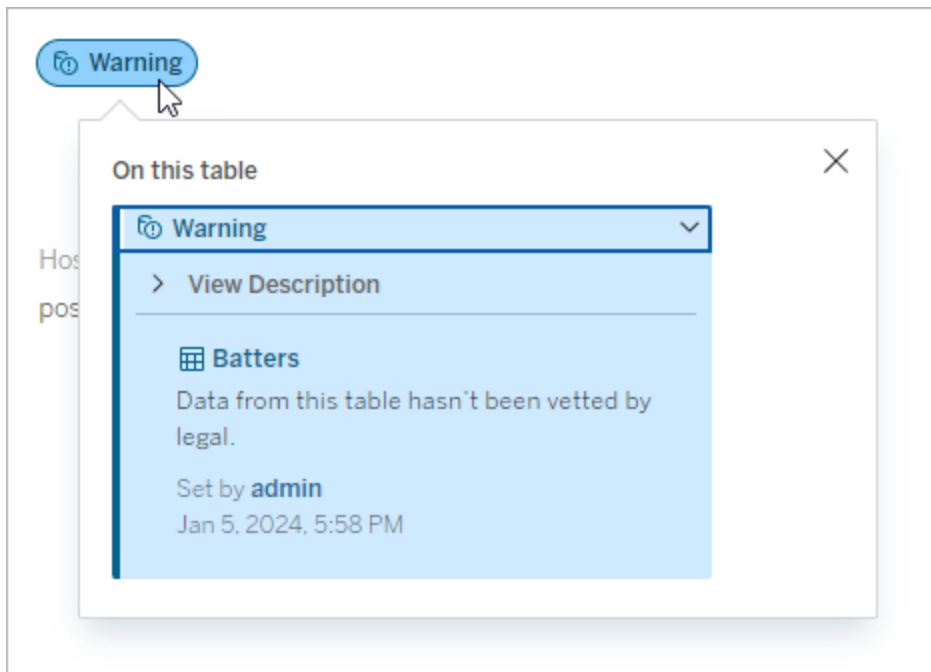 Warning
On this table
Warning
View Description
Batters
Data from this table hasn't been vetted by
legal.
Set by admin
Jan 5, 2024, 5:58 PM